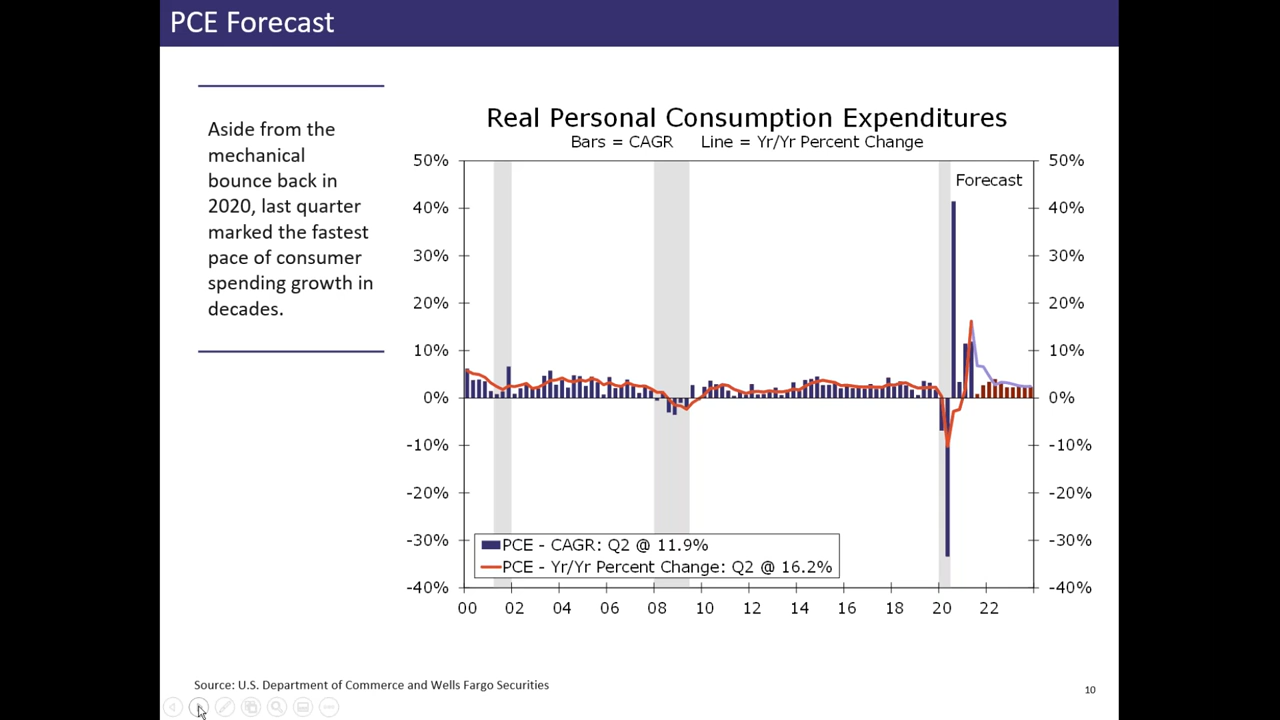 PCE Forecast
Aside from the
mechanical
bounce back in
2020, last quarter
marked the fastest
pace of consumer
spending growth in
decades.
Real Personal Consumption Expenditures
Bars = CAGR Line = Yr/Yr Percent Change
50% 50%
Forecast
40% 40%
30% 30%
20% 20%
10% 10%
0% 0%
-10% -10%
-20% -20%
-30% -30%
PCE - CAGR: Q2 @ 11.9%
PCE - Yr/Yr Percent Change: Q2 @ 16.2%
-40% -40%
00 02 04 06 08 10 12 14 16 18 20 22
Source: U.S. Department of Commerce and Wells Fargo Securities
10